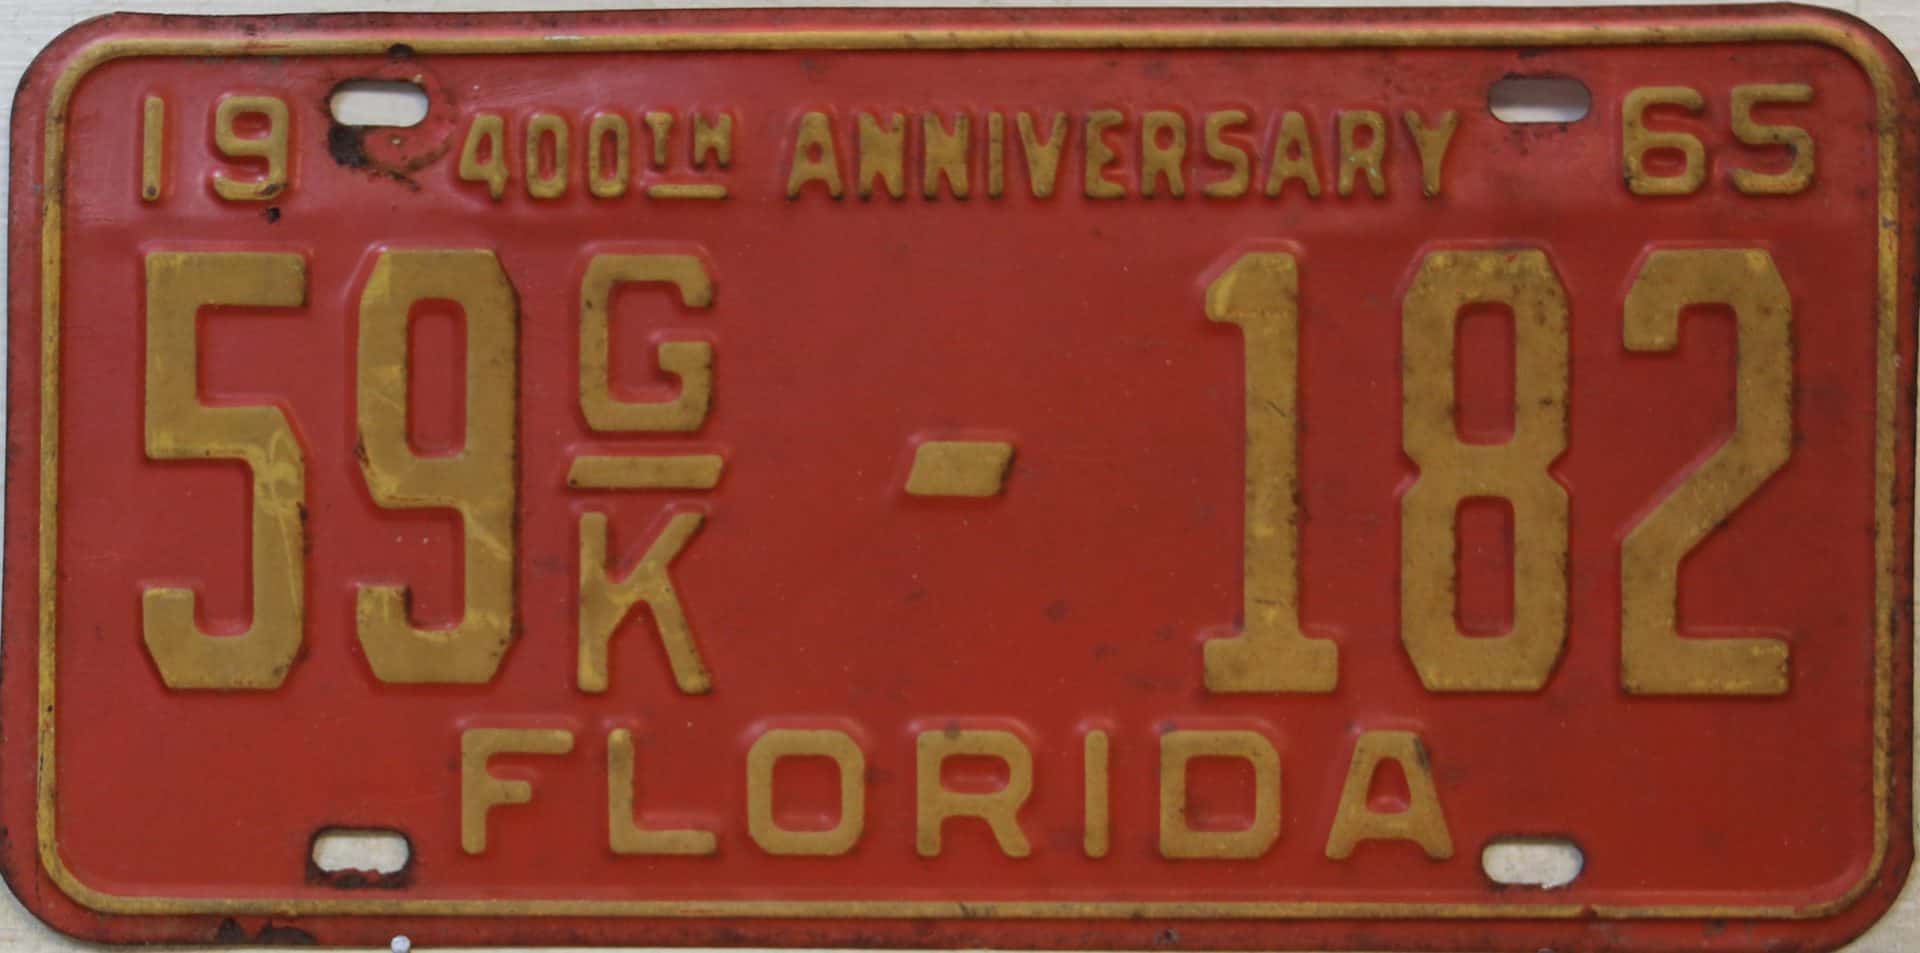 19 400TH ANNIVERSARY 65
59 G/K - 182
FLORIDA